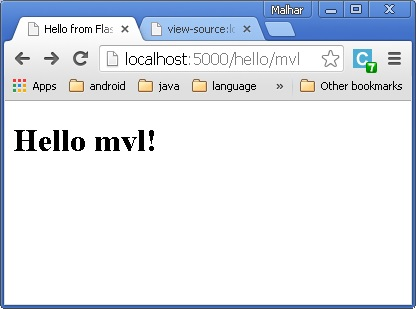 Malhar
Hello from Flas view-source:lo
localhost:5000/hello/mvl
C 7
Apps android java language » Other bookmarks
Hello mvl!